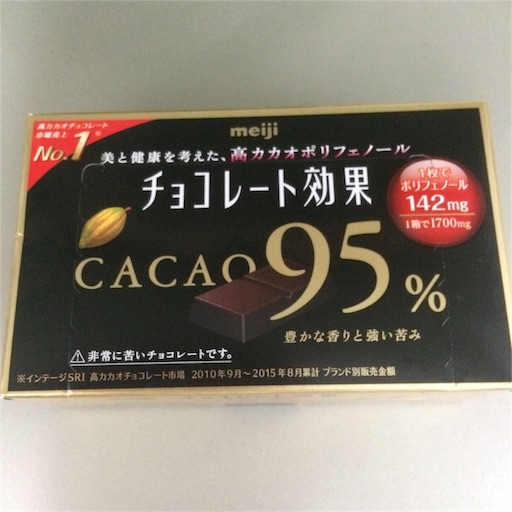 高カカオチョコレート
市場売上
No.1※
meiji
美と健康を考えた、高カカオポリフェノール
チョコレート効果
1枚で
ポリフェノール
142mg
1箱で1700mg
CACAO 95%
豊かな香りと強い苦み
⚠非常に苦いチョコレートです。
※インテージSRI 高カカオチョコレート市場 2010年9月〜2015年8月累計 ブランド別販売金額